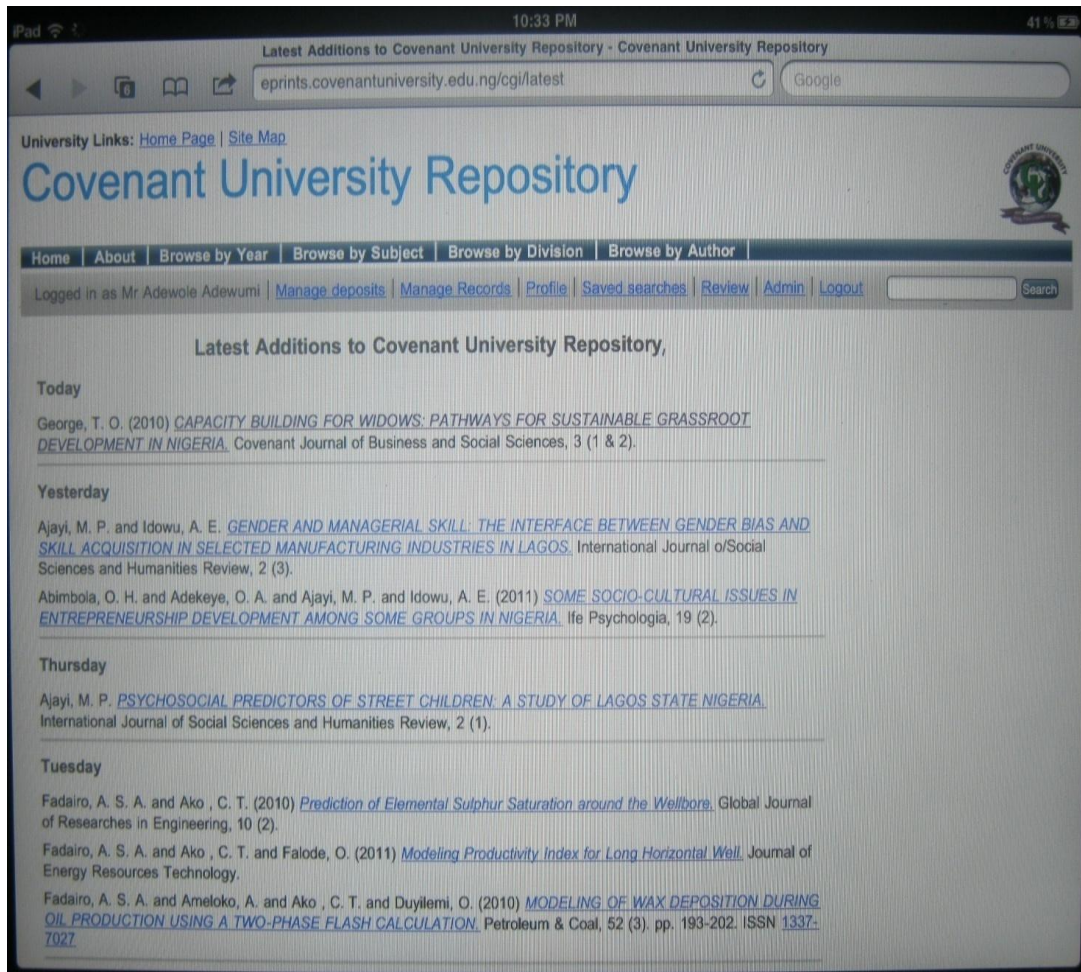 iPad 10:33 PM 41 %
Latest Additions to Covenant University Repository - Covenant University Repository
6 eprints.covenantuniversity.edu.ng/cgi/latest Google
University Links: Home Page | Site Map
COVENANT UNIVERSITY
Covenant University Repository
Home | About | Browse by Year | Browse by Subject | Browse by Division | Browse by Author |
Logged in as Mr Adewole Adewumi | Manage deposits | Manage Records | Profile | Saved searches | Review | Admin | Logout Search
Latest Additions to Covenant University Repository,
Today
George, T. O. (2010) CAPACITY BUILDING FOR WIDOWS: PATHWAYS FOR SUSTAINABLE GRASSROOT
DEVELOPMENT IN NIGERIA. Covenant Journal of Business and Social Sciences, 3 (1 & 2).
Yesterday
Ajayi, M. P. and Idowu, A. E. GENDER AND MANAGERIAL SKILL: THE INTERFACE BETWEEN GENDER BIAS AND
SKILL ACQUISITION IN SELECTED MANUFACTURING INDUSTRIES IN LAGOS. International Journal o/Social
Sciences and Humanities Review, 2 (3).
Abimbola, O. H. and Adekeye, O. A. and Ajayi, M. P. and Idowu, A. E. (2011) SOME SOCIO-CULTURAL ISSUES IN
ENTREPRENEURSHIP DEVELOPMENT AMONG SOME GROUPS IN NIGERIA. Ife Psychologia, 19 (2).
Thursday
Ajayi, M. P. PSYCHOSOCIAL PREDICTORS OF STREET CHILDREN: A STUDY OF LAGOS STATE NIGERIA.
International Journal of Social Sciences and Humanities Review, 2 (1).
Tuesday
Fadairo, A. S. A. and Ako , C. T. (2010) Prediction of Elemental Sulphur Saturation around the Wellbore. Global Journal
of Researches in Engineering, 10 (2).
Fadairo, A. S. A. and Ako , C. T. and Falode, O. (2011) Modeling Productivity Index for Long Horizontal Well. Journal of
Energy Resources Technology.
Fadairo, A. S. A. and Ameloko, A. and Ako , C. T. and Duyilemi, O. (2010) MODELING OF WAX DEPOSITION DURING
OIL PRODUCTION USING A TWO-PHASE FLASH CALCULATION. Petroleum & Coal, 52 (3). pp. 193-202. ISSN 1337-
7027